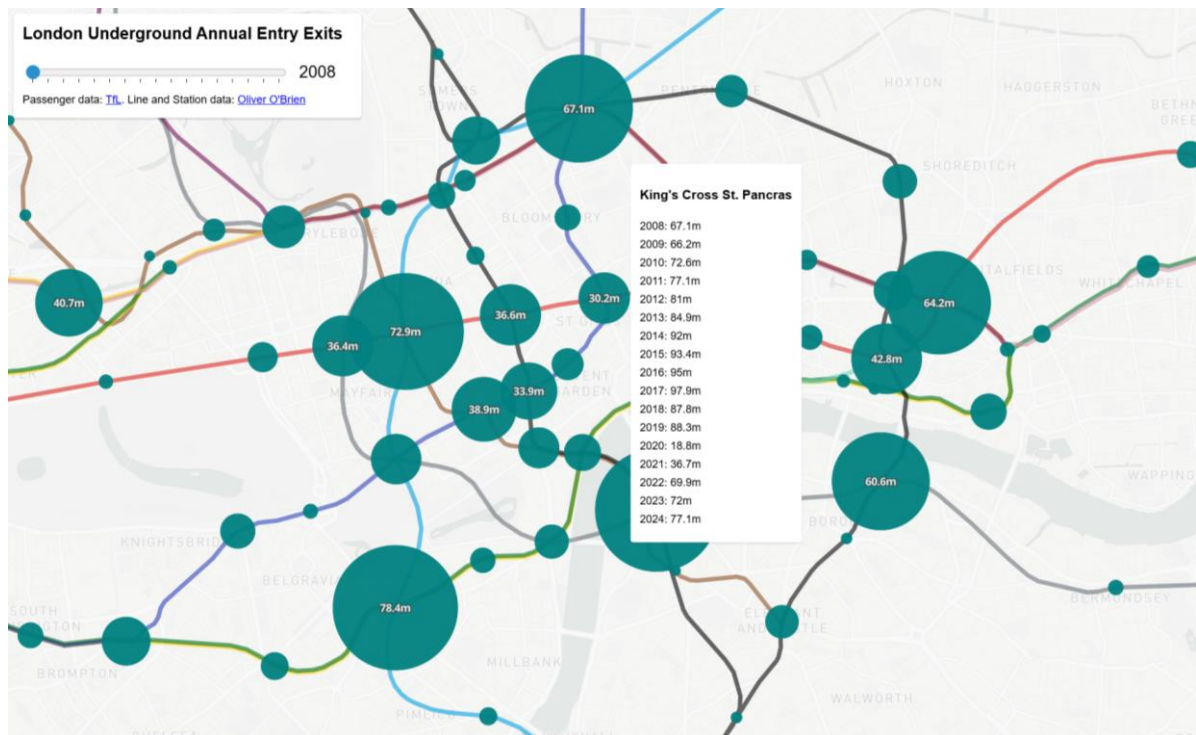 London Underground Annual Entry Exits
2008
Passenger data: TfL. Line and Station data: Oliver O'Brien
HOXTON
HAGGERSTON
67.1m
SHOREDITCH
King's Cross St. Pancras
2008: 67.1m
2009: 66.2m
2010: 72.6m
2011: 77.1m
2012: 81m
2013: 84.9m
2014: 92m
2015: 93.4m
2016: 95m
2017: 97.9m
2018: 87.8m
2019: 88.3m
2020: 18.8m
2021: 36.7m
2022: 69.9m
2023: 72m
2024: 77.1m
40.7m
72.9m
36.6m
30.2m
36.4m
33.9m
38.9m
64.2m
42.8m
60.6m
78.4m
MAYFAIR
WAPPING
BERMONDSEY
SOUTH
BROMPTON
MILLBANK
WALWORTH
PIMLICO